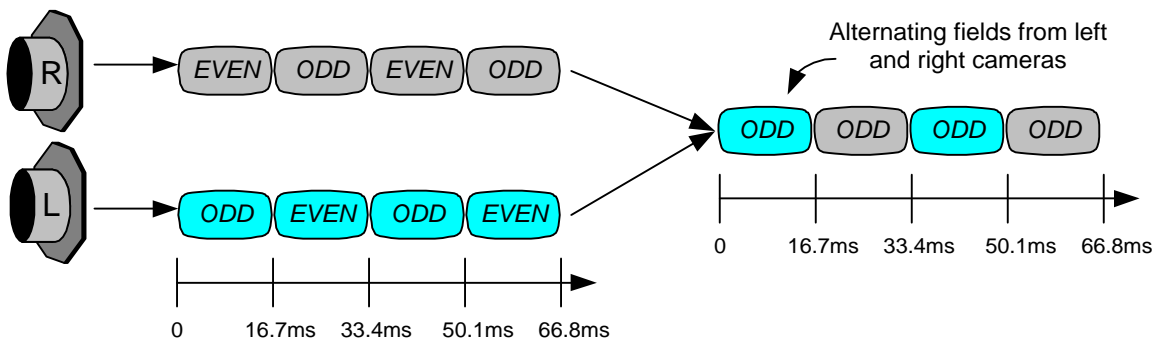 R
EVEN ODD EVEN ODD
Alternating fields from left
and right cameras
ODD ODD ODD ODD
L
ODD EVEN ODD EVEN
0 16.7ms 33.4ms 50.1ms 66.8ms
0 16.7ms 33.4ms 50.1ms 66.8ms